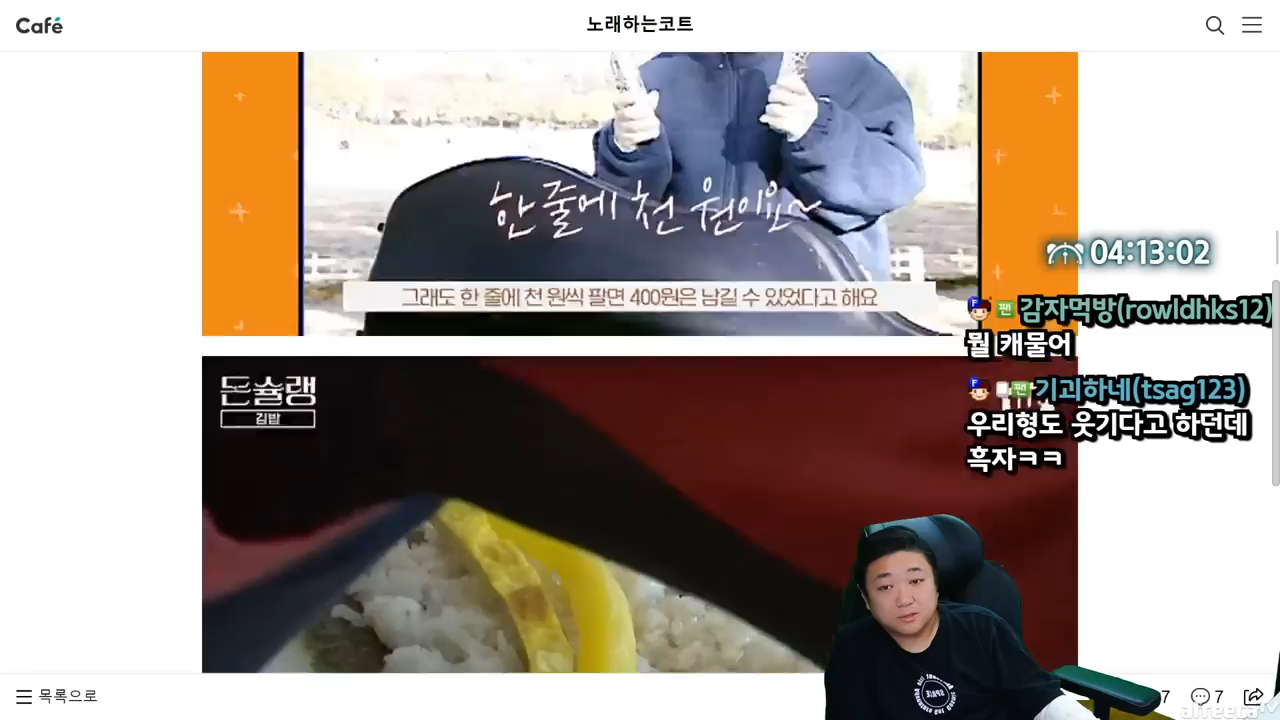 Café
노래하는코트
한 줄에 천 원이요~
그래도 한 줄에 천 원씩 팔면 400원은 남길 수 있었다고 해요
04:13:02
F 팬 감자먹방(rowldhks12)
뭘 캐물어
F 팬 기괴하네(tsag123)
우리형도 웃기다고 하던데
흑자ㅋㅋ
돈슐랭
김밥
목록으로
7
7
afreecaTV